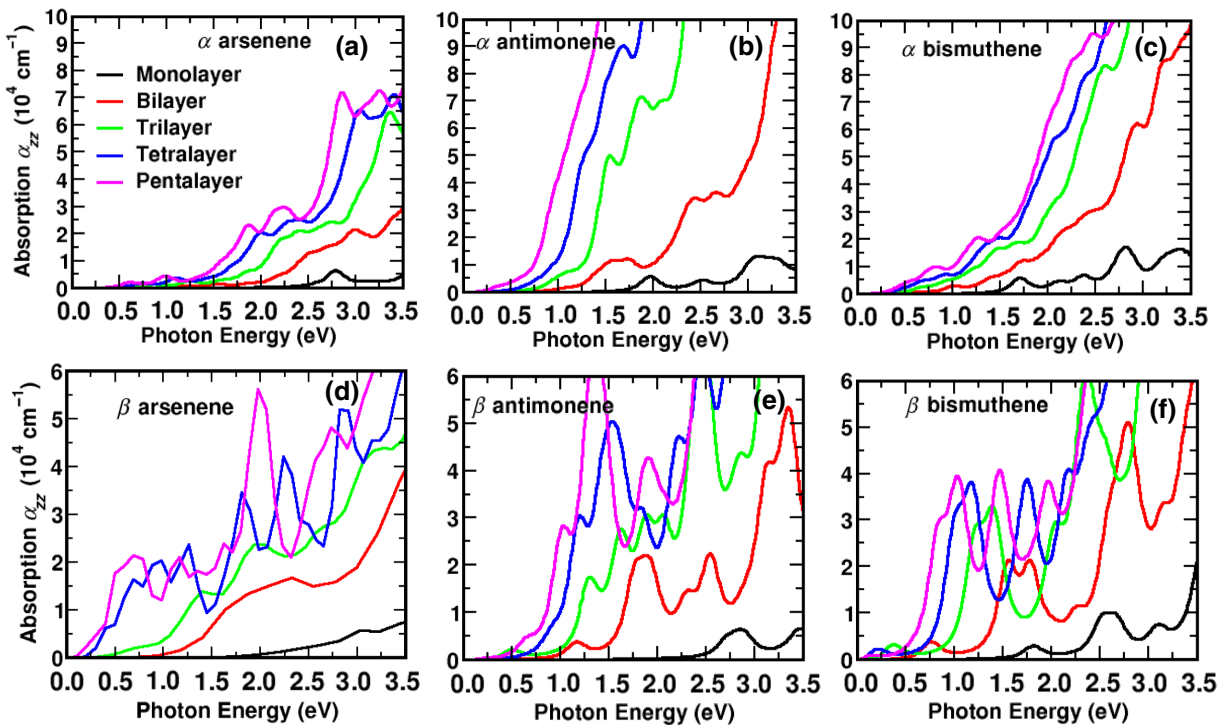 α arsenene (a)
Monolayer
Bilayer
Trilayer
Tetralayer
Pentalayer
Absorption αzz (10⁴ cm⁻¹)
10
9
8
7
6
5
4
3
2
1
0
0.0 0.5 1.0 1.5 2.0 2.5 3.0 3.5
Photon Energy (eV)
α antimonene (b)
10
9
8
7
6
5
4
3
2
1
0
0.0 0.5 1.0 1.5 2.0 2.5 3.0 3.5
Photon Energy (eV)
α bismuthene (c)
10
9
8
7
6
5
4
3
2
1
0
0.0 0.5 1.0 1.5 2.0 2.5 3.0 3.5
Photon Energy (eV)
β arsenene (d)
Absorption αzz (10⁴ cm⁻¹)
6
5
4
3
2
1
0
0.0 0.5 1.0 1.5 2.0 2.5 3.0 3.5
Photon Energy (eV)
β antimonene (e)
6
5
4
3
2
1
0
0.0 0.5 1.0 1.5 2.0 2.5 3.0 3.5
Photon Energy (eV)
β bismuthene (f)
6
5
4
3
2
1
0
0.0 0.5 1.0 1.5 2.0 2.5 3.0 3.5
Photon Energy (eV)